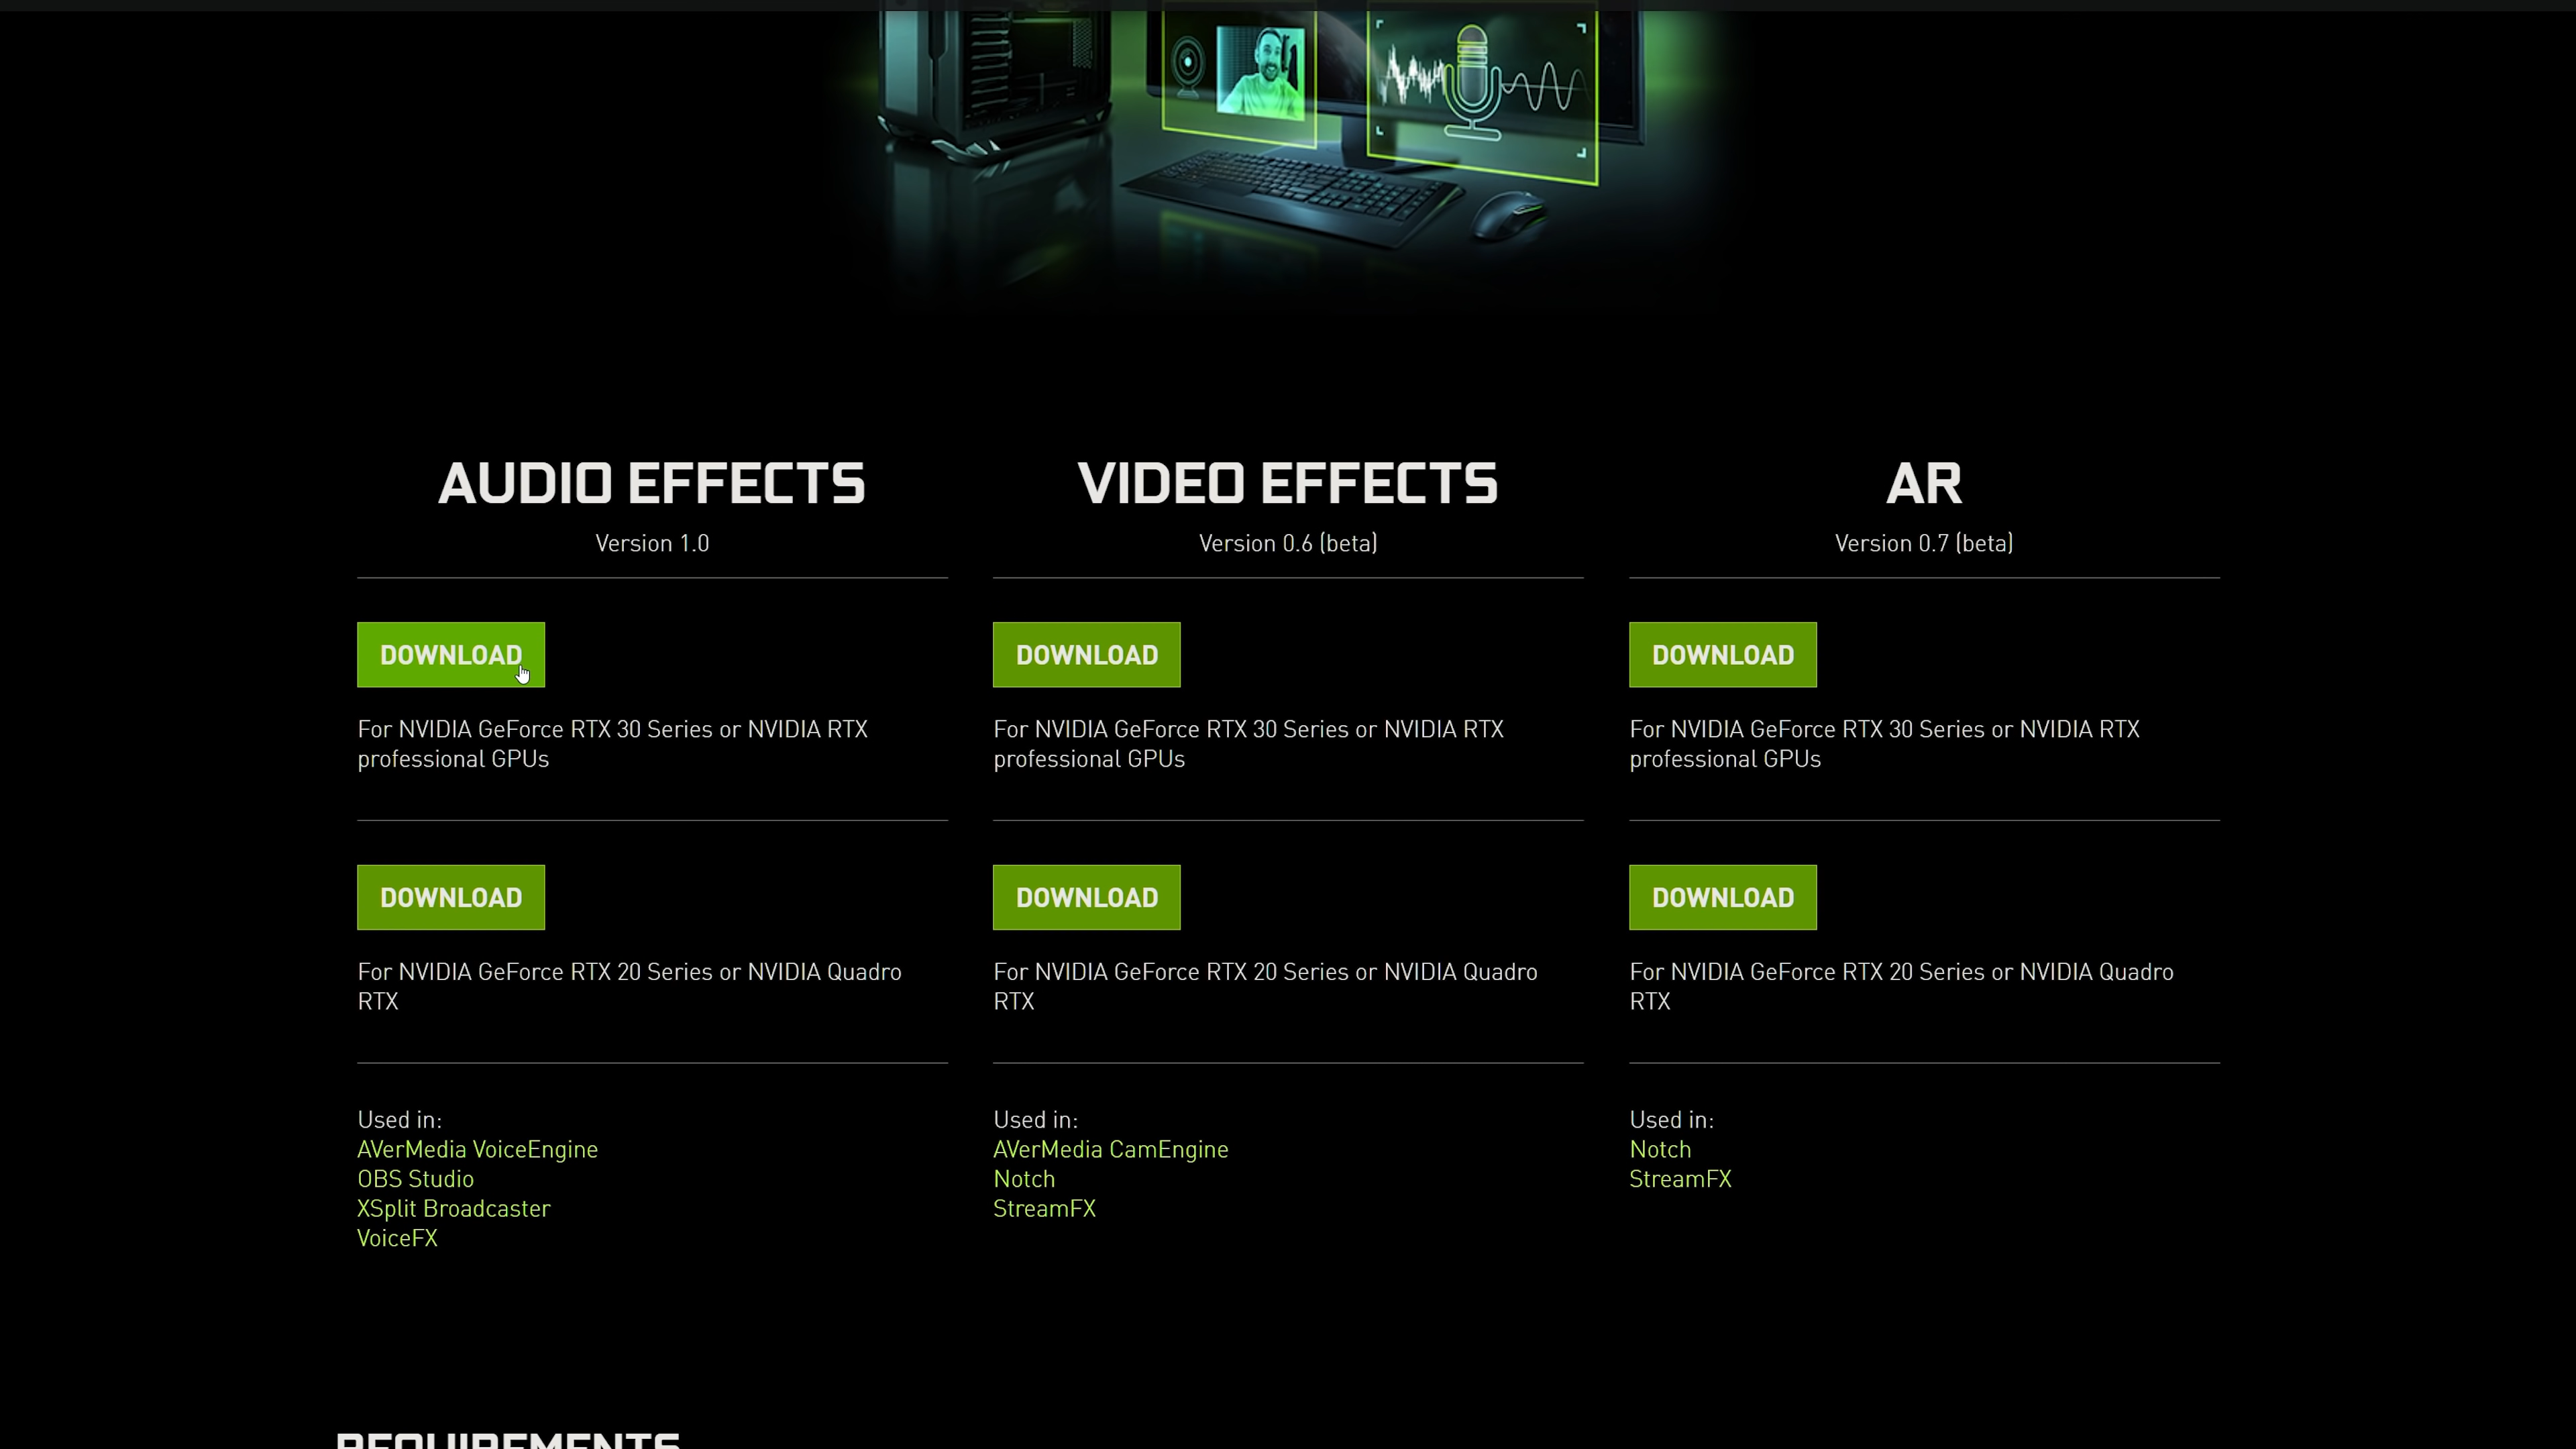 AUDIO EFFECTS
Version 1.0
DOWNLOAD
For NVIDIA GeForce RTX 30 Series or NVIDIA RTX
professional GPUs
DOWNLOAD
For NVIDIA GeForce RTX 20 Series or NVIDIA Quadro
RTX
Used in:
AVerMedia VoiceEngine
OBS Studio
XSplit Broadcaster
VoiceFX
VIDEO EFFECTS
Version 0.6 (beta)
DOWNLOAD
For NVIDIA GeForce RTX 30 Series or NVIDIA RTX
professional GPUs
DOWNLOAD
For NVIDIA GeForce RTX 20 Series or NVIDIA Quadro
RTX
Used in:
AVerMedia CamEngine
Notch
StreamFX
AR
Version 0.7 (beta)
DOWNLOAD
For NVIDIA GeForce RTX 30 Series or NVIDIA RTX
professional GPUs
DOWNLOAD
For NVIDIA GeForce RTX 20 Series or NVIDIA Quadro
RTX
Used in:
Notch
StreamFX
REQUIREMENTS